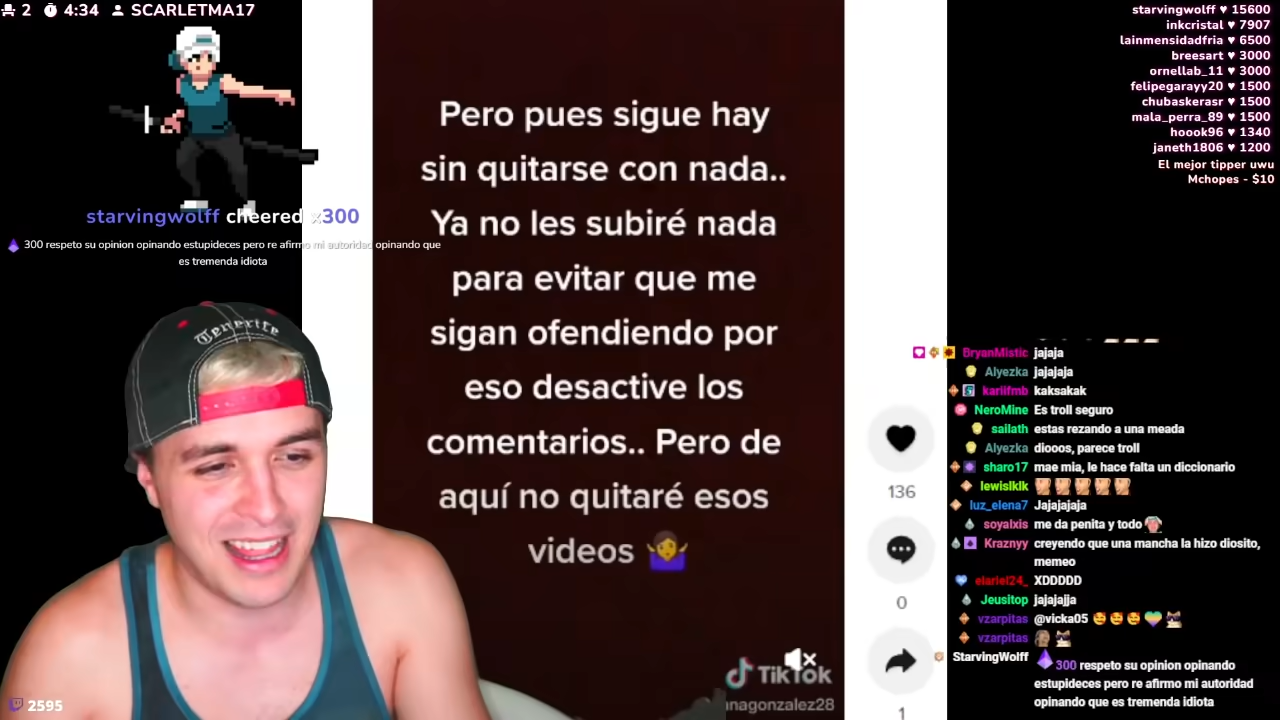 2 4:34 SCARLETMA17
starvingwolff cheered x300
300 respeto su opinion opinando estupideces pero re afirmo mi autoridad opinando que
es tremenda idiota
Tenerife
2595
Pero pues sigue hay
sin quitarse con nada..
Ya no les subiré nada
para evitar que me
sigan ofendiendo por
eso desactive los
comentarios.. Pero de
aquí no quitaré esos
videos 🤷‍♀️
TikTok
nagonzalez28
136
0
1
starvingwolff ♥ 15600
inkcristal ♥ 7907
lainmensidadfria ♥ 6500
breesart ♥ 3000
ornellab_11 ♥ 3000
felipegarayy20 ♥ 1500
chubaskerasr ♥ 1500
mala_perra_89 ♥ 1500
hoook96 ♥ 1340
janeth1806 ♥ 1200
El mejor tipper uwu
Mchopes - $10
BryanMistic jajaja
Alyezka jajajaja
kariifmb kaksakak
NeroMine Es troll seguro
sailath estas rezando a una meada
Alyezka diooos, parece troll
sharo17 mae mia, le hace falta un diccionario
lewislklk
luz_elena7 Jajajajaja
soyalxis me da penita y todo
Kraznyy creyendo que una mancha la hizo diosito,
memeo
elariel24_ XDDDDD
Jeusitop jajajajja
vzarpitas @vicka05 🥰🥰🥰
vzarpitas
StarvingWolff 300 respeto su opinion opinando
estupideces pero re afirmo mi autoridad
opinando que es tremenda idiota